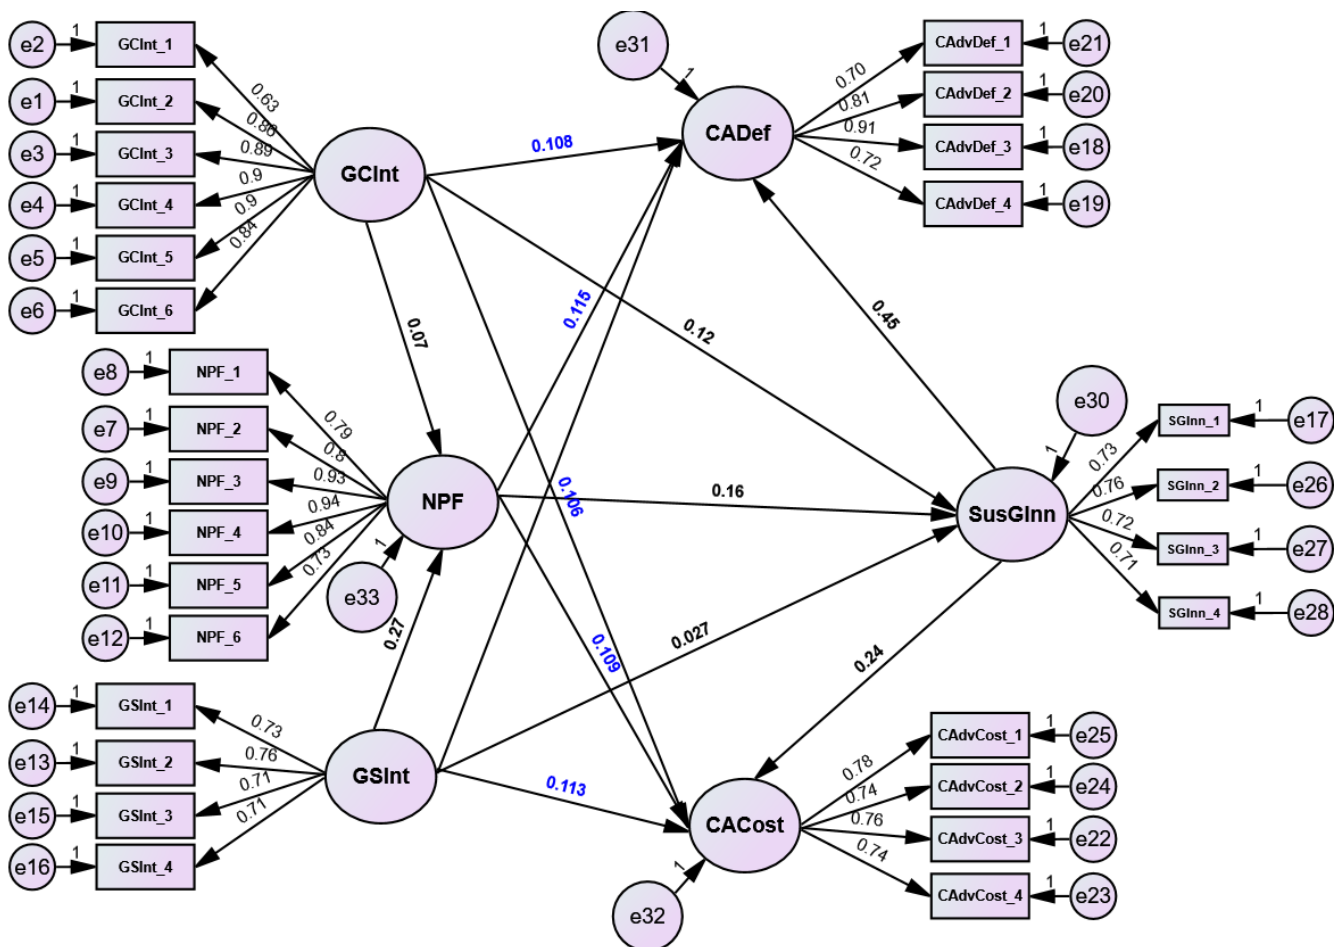 e2 1 GCInt_1
e1 1 GCInt_2
e3 1 GCInt_3
e4 1 GCInt_4
e5 1 GCInt_5
e6 1 GCInt_6
0.63
0.86
0.89
0.9
0.9
0.84
GCInt
e31
1
CADef
0.70
0.81
0.91
0.72
CAdvDef_1 1 e21
CAdvDef_2 1 e20
CAdvDef_3 1 e18
CAdvDef_4 1 e19
0.108
0.07
0.115
0.12
0.45
0.106
e8 1 NPF_1
e7 1 NPF_2
e9 1 NPF_3
e10 1 NPF_4
e11 1 NPF_5
e12 1 NPF_6
0.79
0.8
0.93
0.94
0.84
0.73
NPF
1
e33
0.16
e30
1
SusGInn
0.73
0.76
0.72
0.71
SGInn_1 1 e17
SGInn_2 1 e26
SGInn_3 1 e27
SGInn_4 1 e28
0.27
0.109
0.027
0.24
e14 1 GSInt_1
e13 1 GSInt_2
e15 1 GSInt_3
e16 1 GSInt_4
0.73
0.76
0.71
0.71
GSInt
0.113
CACost
1
e32
0.78
0.74
0.76
0.74
CAdvCost_1 1 e25
CAdvCost_2 1 e24
CAdvCost_3 1 e22
CAdvCost_4 1 e23